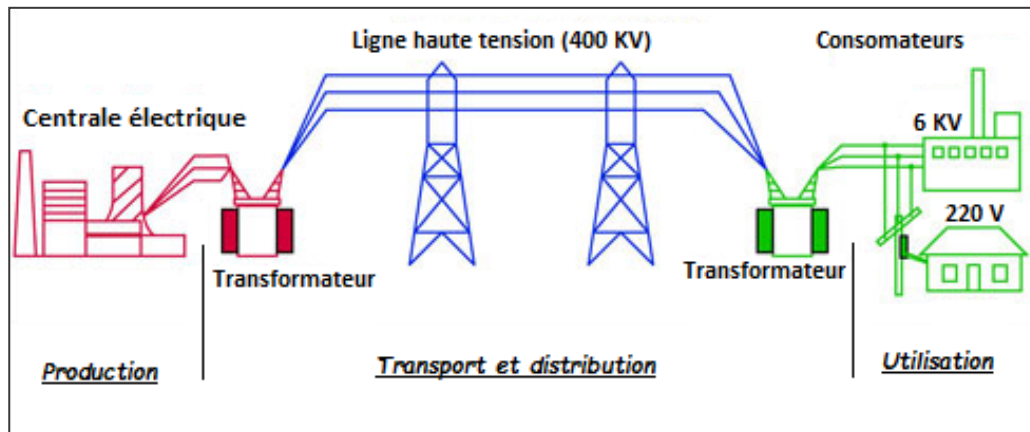 Ligne haute tension (400 KV)
Consomateurs
Centrale électrique
6 KV
220 V
Transformateur
Transformateur
Production
Transport et distribution
Utilisation